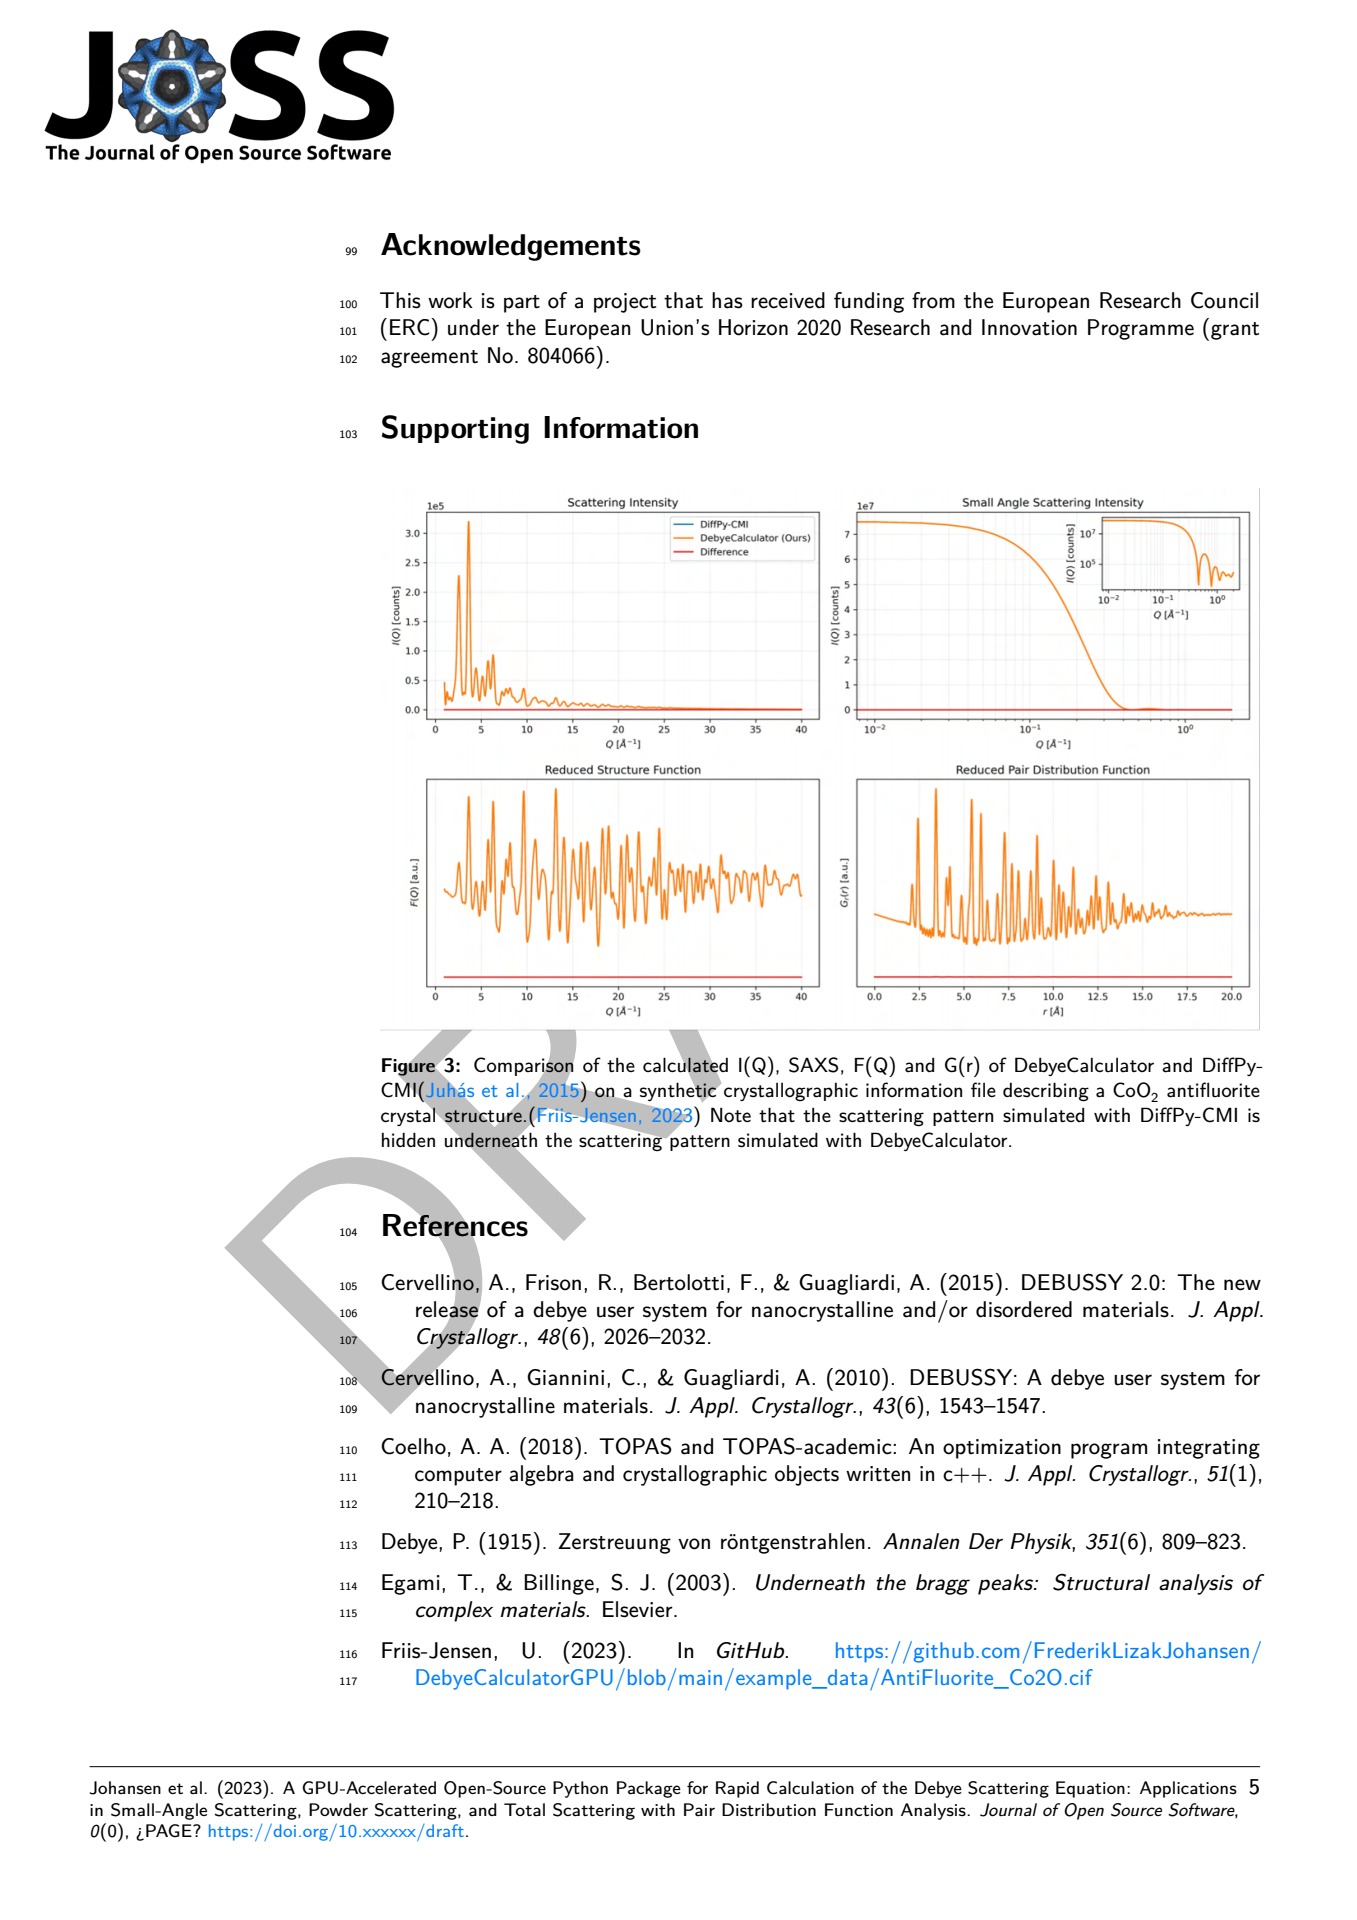 JOSS
The Journal of Open Source Software
99 Acknowledgements
100 This work is part of a project that has received funding from the European Research Council
101 (ERC) under the European Union's Horizon 2020 Research and Innovation Programme (grant
102 agreement No. 804066).
103 Supporting Information
Scattering Intensity
1e5
DiffPy-CMI
DebyeCalculator (Ours)
Difference
3.0
2.5
2.0
1.5
1.0
0.5
0.0
I(Q) [counts]
0 5 10 15 20 25 30 35 40
Q [Å⁻¹]
Small Angle Scattering Intensity
1e7
7
6
5
4
3
2
1
0
I(Q) [counts]
10⁻² 10⁻¹ 10⁰
Q [Å⁻¹]
I(Q) [counts]
10⁷
10⁵
10⁻² 10⁻¹ 10⁰
Q [Å⁻¹]
Reduced Structure Function
F(Q) [a.u.]
0 5 10 15 20 25 30 35 40
Q [Å⁻¹]
Reduced Pair Distribution Function
Gᵣ(r) [a.u.]
0.0 2.5 5.0 7.5 10.0 12.5 15.0 17.5 20.0
r [Å]
Figure 3: Comparison of the calculated I(Q), SAXS, F(Q) and G(r) of DebyeCalculator and DiffPy-
CMI(Juhás et al., 2015) on a synthetic crystallographic information file describing a CoO₂ antifluorite
crystal structure.(Friis-Jensen, 2023) Note that the scattering pattern simulated with DiffPy-CMI is
hidden underneath the scattering pattern simulated with DebyeCalculator.
104 References
105 Cervellino, A., Frison, R., Bertolotti, F., & Guagliardi, A. (2015). DEBUSSY 2.0: The new
106 release of a debye user system for nanocrystalline and/or disordered materials. J. Appl.
107 Crystallogr., 48(6), 2026–2032.
108 Cervellino, A., Giannini, C., & Guagliardi, A. (2010). DEBUSSY: A debye user system for
109 nanocrystalline materials. J. Appl. Crystallogr., 43(6), 1543–1547.
110 Coelho, A. A. (2018). TOPAS and TOPAS-academic: An optimization program integrating
111 computer algebra and crystallographic objects written in c++. J. Appl. Crystallogr., 51(1),
112 210–218.
113 Debye, P. (1915). Zerstreuung von röntgenstrahlen. Annalen Der Physik, 351(6), 809–823.
114 Egami, T., & Billinge, S. J. (2003). Underneath the bragg peaks: Structural analysis of
115 complex materials. Elsevier.
116 Friis-Jensen, U. (2023). In GitHub. https://github.com/FrederikLizakJohansen/
117 DebyeCalculatorGPU/blob/main/example_data/AntiFluorite_Co2O.cif
Johansen et al. (2023). A GPU-Accelerated Open-Source Python Package for Rapid Calculation of the Debye Scattering Equation: Applications 5
in Small-Angle Scattering, Powder Scattering, and Total Scattering with Pair Distribution Function Analysis. Journal of Open Source Software,
0(0), ¿PAGE? https://doi.org/10.xxxxxx/draft.